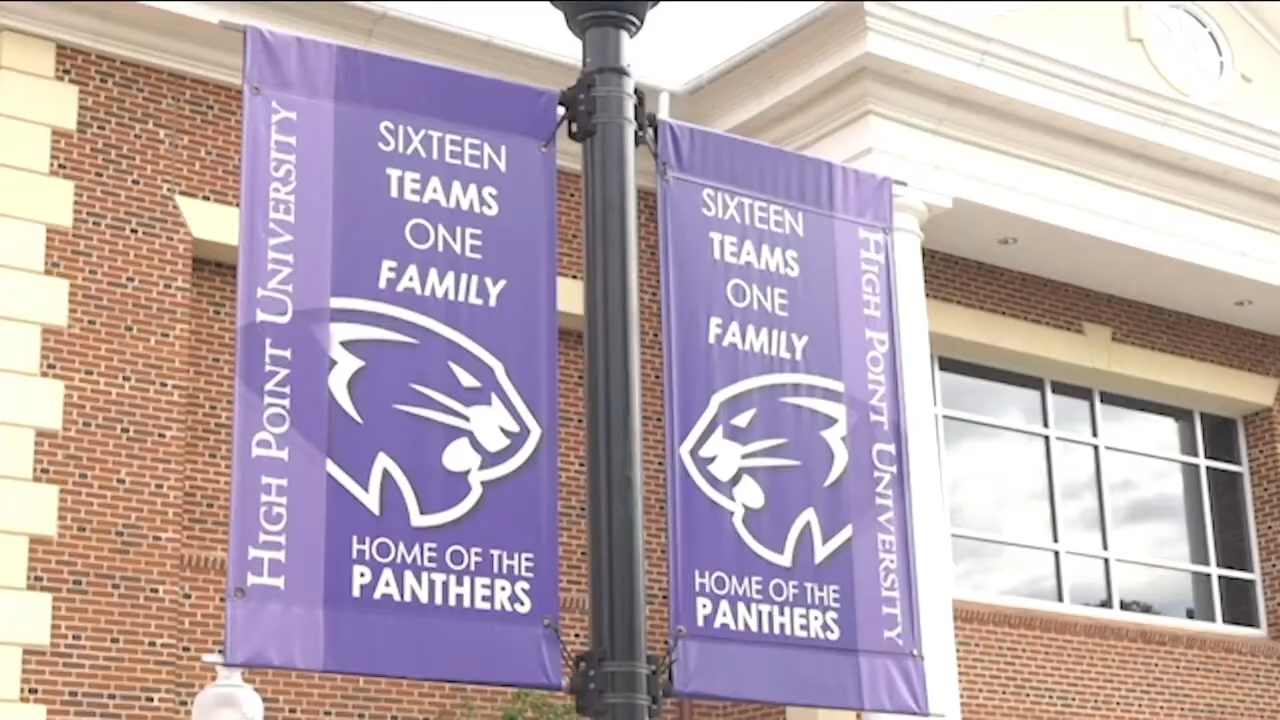 HIGH POINT UNIVERSITY
SIXTEEN
TEAMS
ONE
FAMILY
HOME OF THE
PANTHERS
SIXTEEN
TEAMS
ONE
FAMILY
HOME OF THE
PANTHERS
HIGH POINT UNIVERSITY